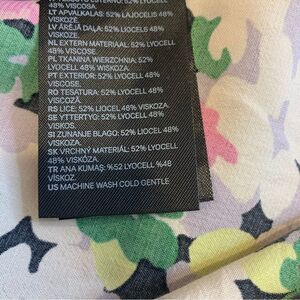 48% VISCOSA.
LT APVALKALAS: 52% LAJOCELIS 48%
VISKOZĖ.
LV ĀRĒJĀ DAĻA: 52% LIOCELS 48%
VISKOZE.
NL EXTERN MATERIAAL: 52% LYOCELL
48% VISCOSE.
PL TKANINA WIERZCHNIA: 52%
LYOCELL 48% WISKOZA.
PT EXTERIOR: 52% LYOCELL 48%
VISCOSE.
RO TESATURA: 52% LYOCELL 48%
VISCOZĂ.
RS LICE: 52% LIOCEL 48% VISKOZA.
SE YTTERTYG: 52% LYOCELL 48%
VISKOS.
SI ZUNANJE BLAGO: 52% LIOCEL 48%
VISKOZA.
SK VRCHNÝ MATERIÁL: 52% LYOCELL
48% VISKÓZA.
TR ANA KUMAŞ: %52 LYOCELL %48
VİSKOZ.
US MACHINE WASH COLD GENTLE